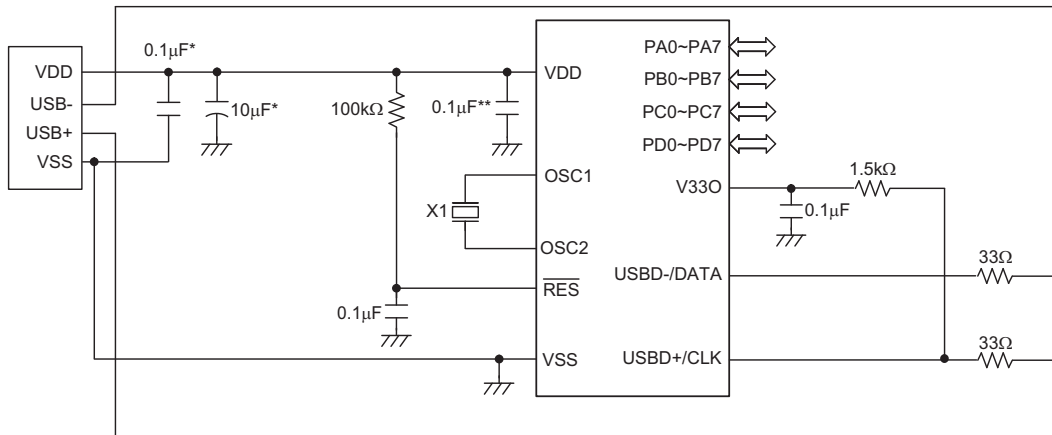 0.1μF*
VDD
USB-
USB+
VSS
10μF*
100kΩ
0.1μF**
X1
0.1μF
VDD
OSC1
OSC2
RES
VSS
PA0~PA7
PB0~PB7
PC0~PC7
PD0~PD7
V33O
USBD-/DATA
USBD+/CLK
1.5kΩ
0.1μF
33Ω
33Ω